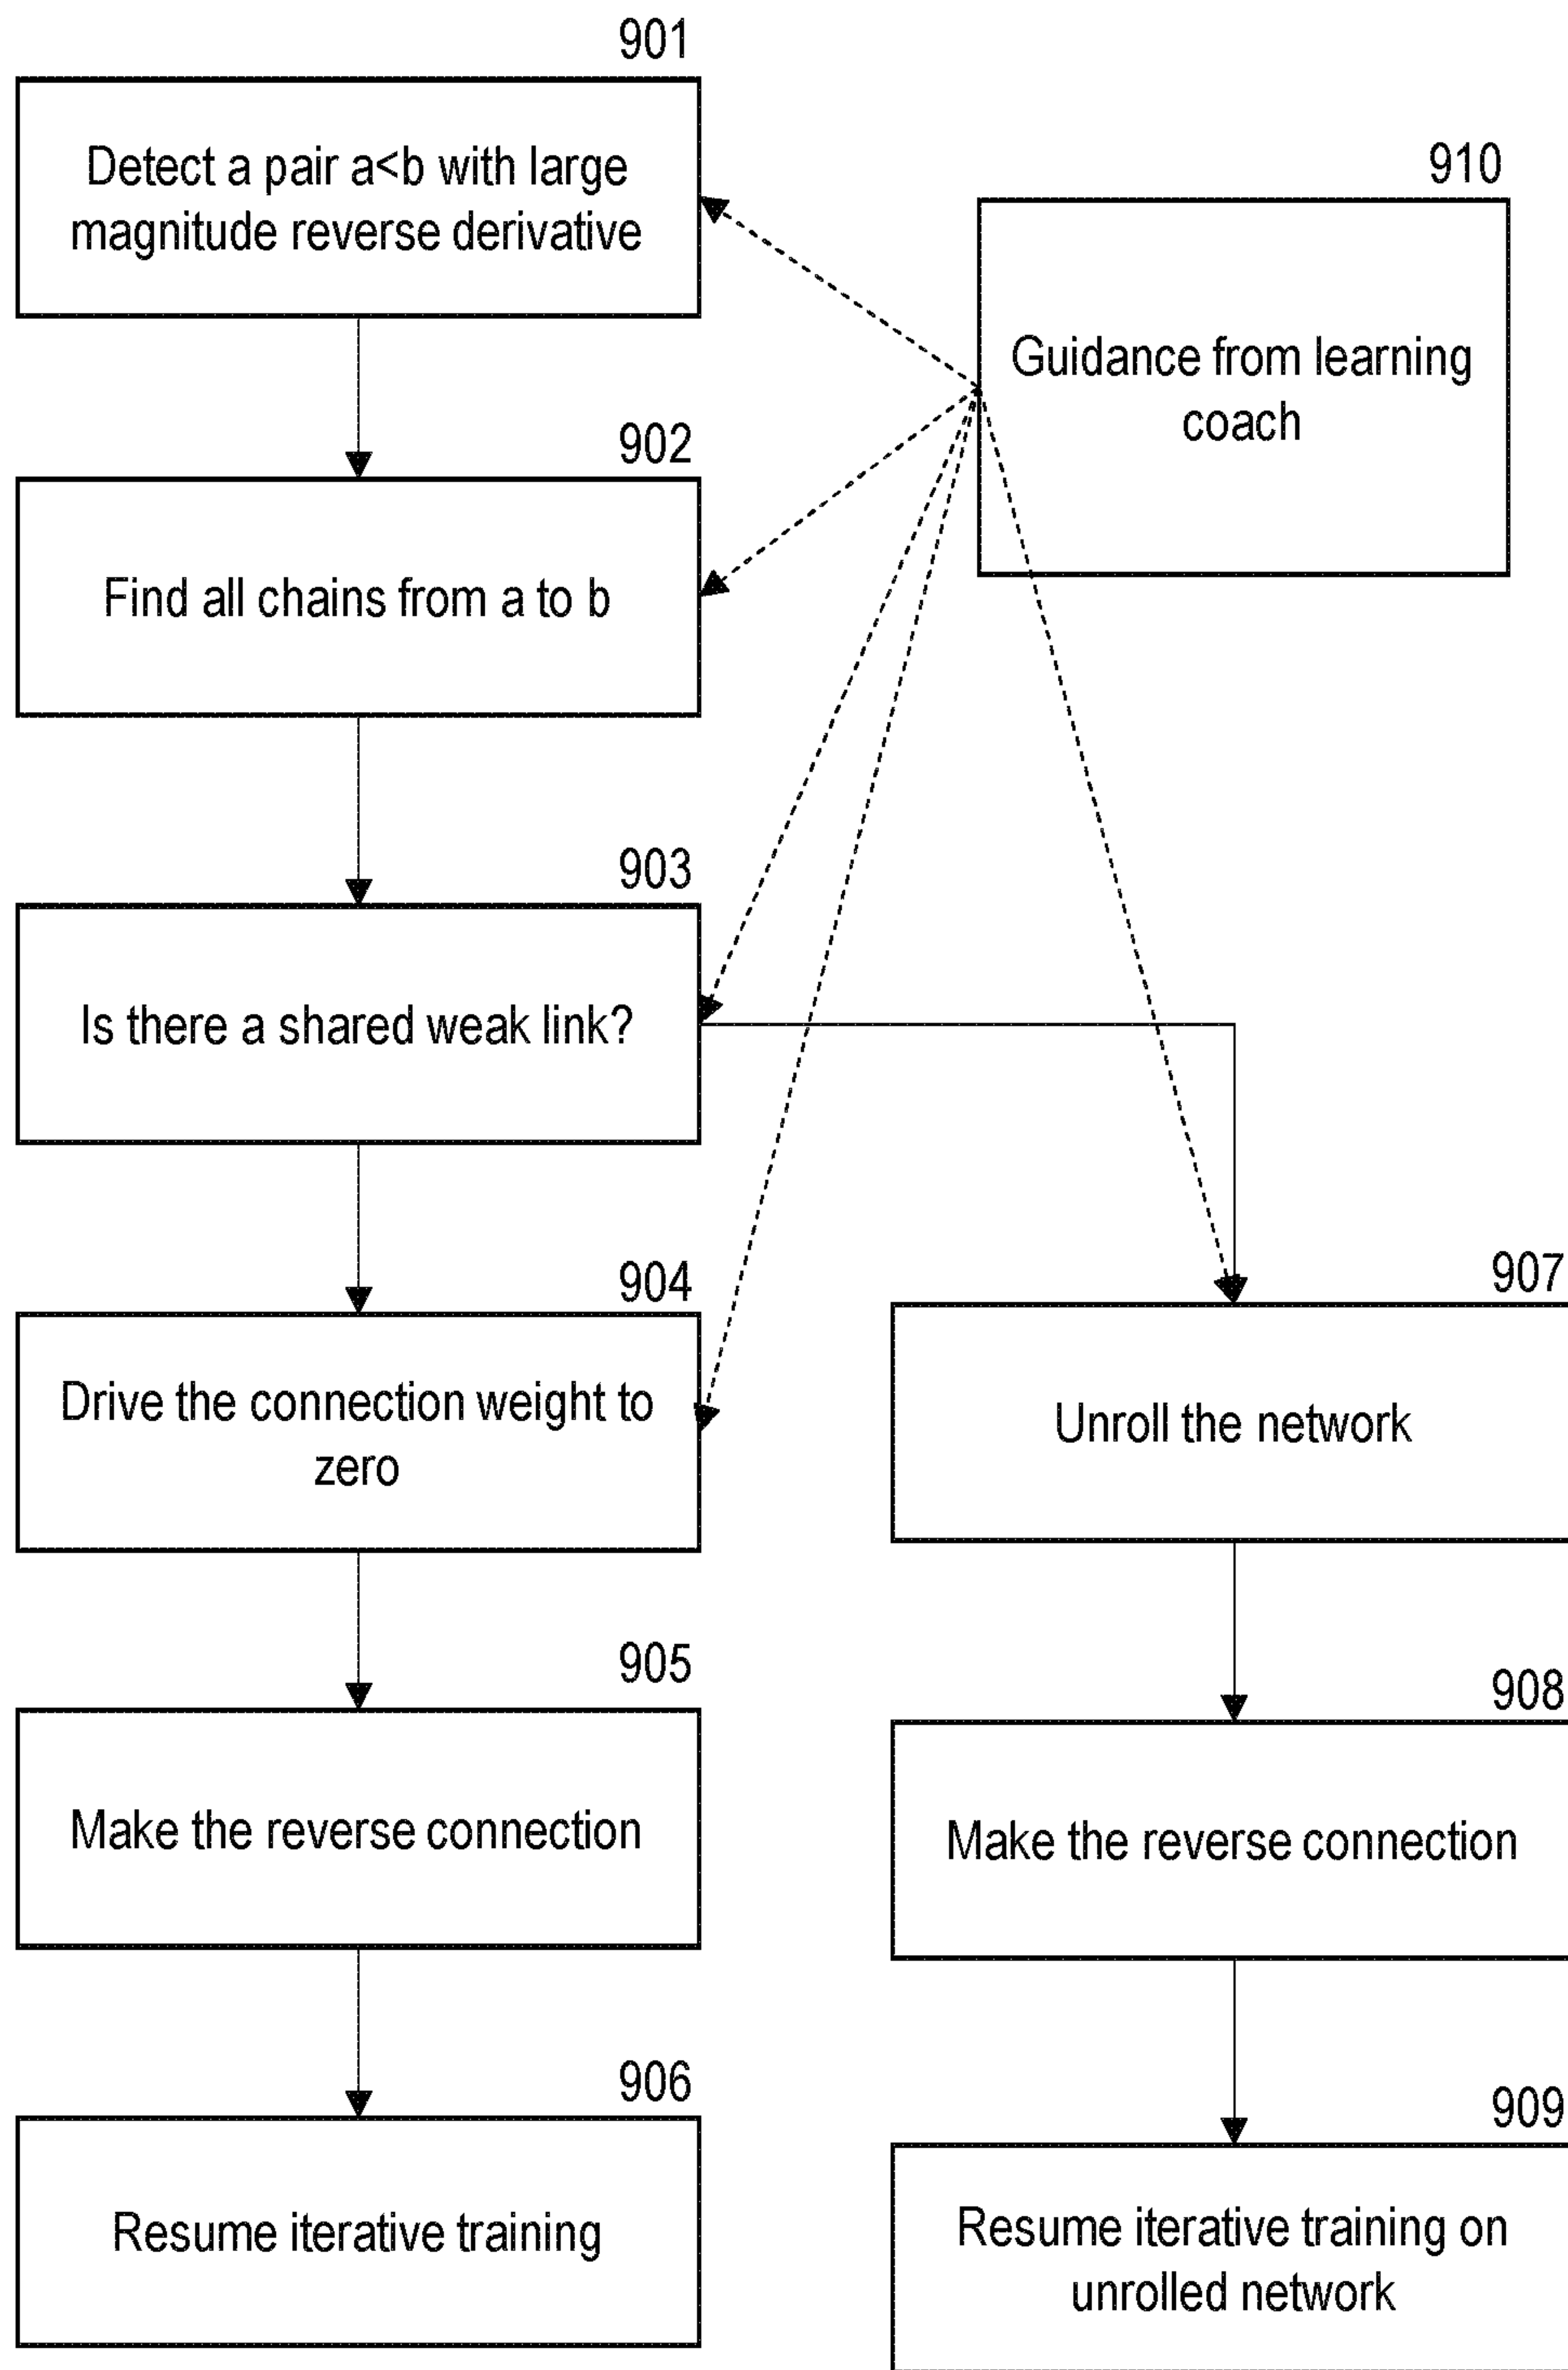 901
Detect a pair a<b with large
magnitude reverse derivative
910
Guidance from learning
coach
902
Find all chains from a to b
903
Is there a shared weak link?
904
Drive the connection weight to
zero
907
Unroll the network
905
Make the reverse connection
908
Make the reverse connection
906
Resume iterative training
909
Resume iterative training on
unrolled network